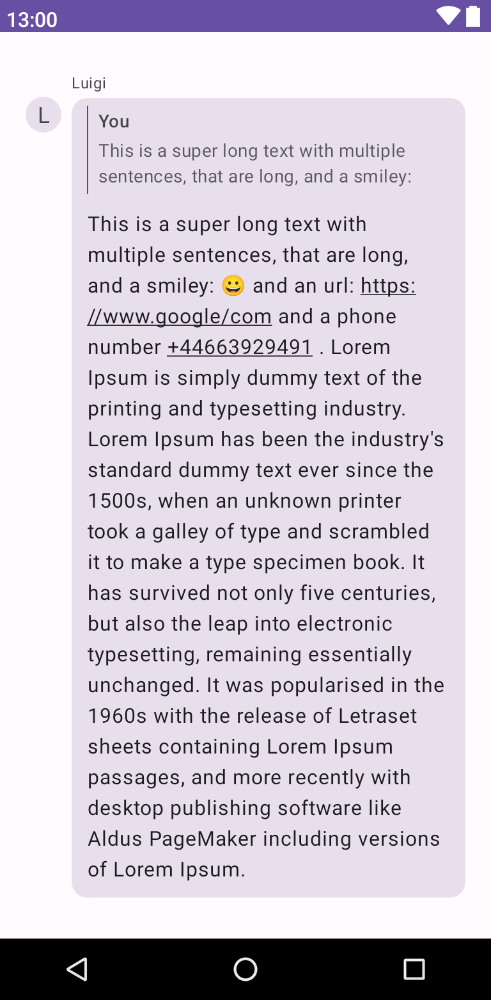 13:00
Luigi
L
You
This is a super long text with multiple
sentences, that are long, and a smiley:
This is a super long text with
multiple sentences, that are long,
and a smiley: 😀 and an url: https:
//www.google/com and a phone
number +44663929491 . Lorem
Ipsum is simply dummy text of the
printing and typesetting industry.
Lorem Ipsum has been the industry's
standard dummy text ever since the
1500s, when an unknown printer
took a galley of type and scrambled
it to make a type specimen book. It
has survived not only five centuries,
but also the leap into electronic
typesetting, remaining essentially
unchanged. It was popularised in the
1960s with the release of Letraset
sheets containing Lorem Ipsum
passages, and more recently with
desktop publishing software like
Aldus PageMaker including versions
of Lorem Ipsum.